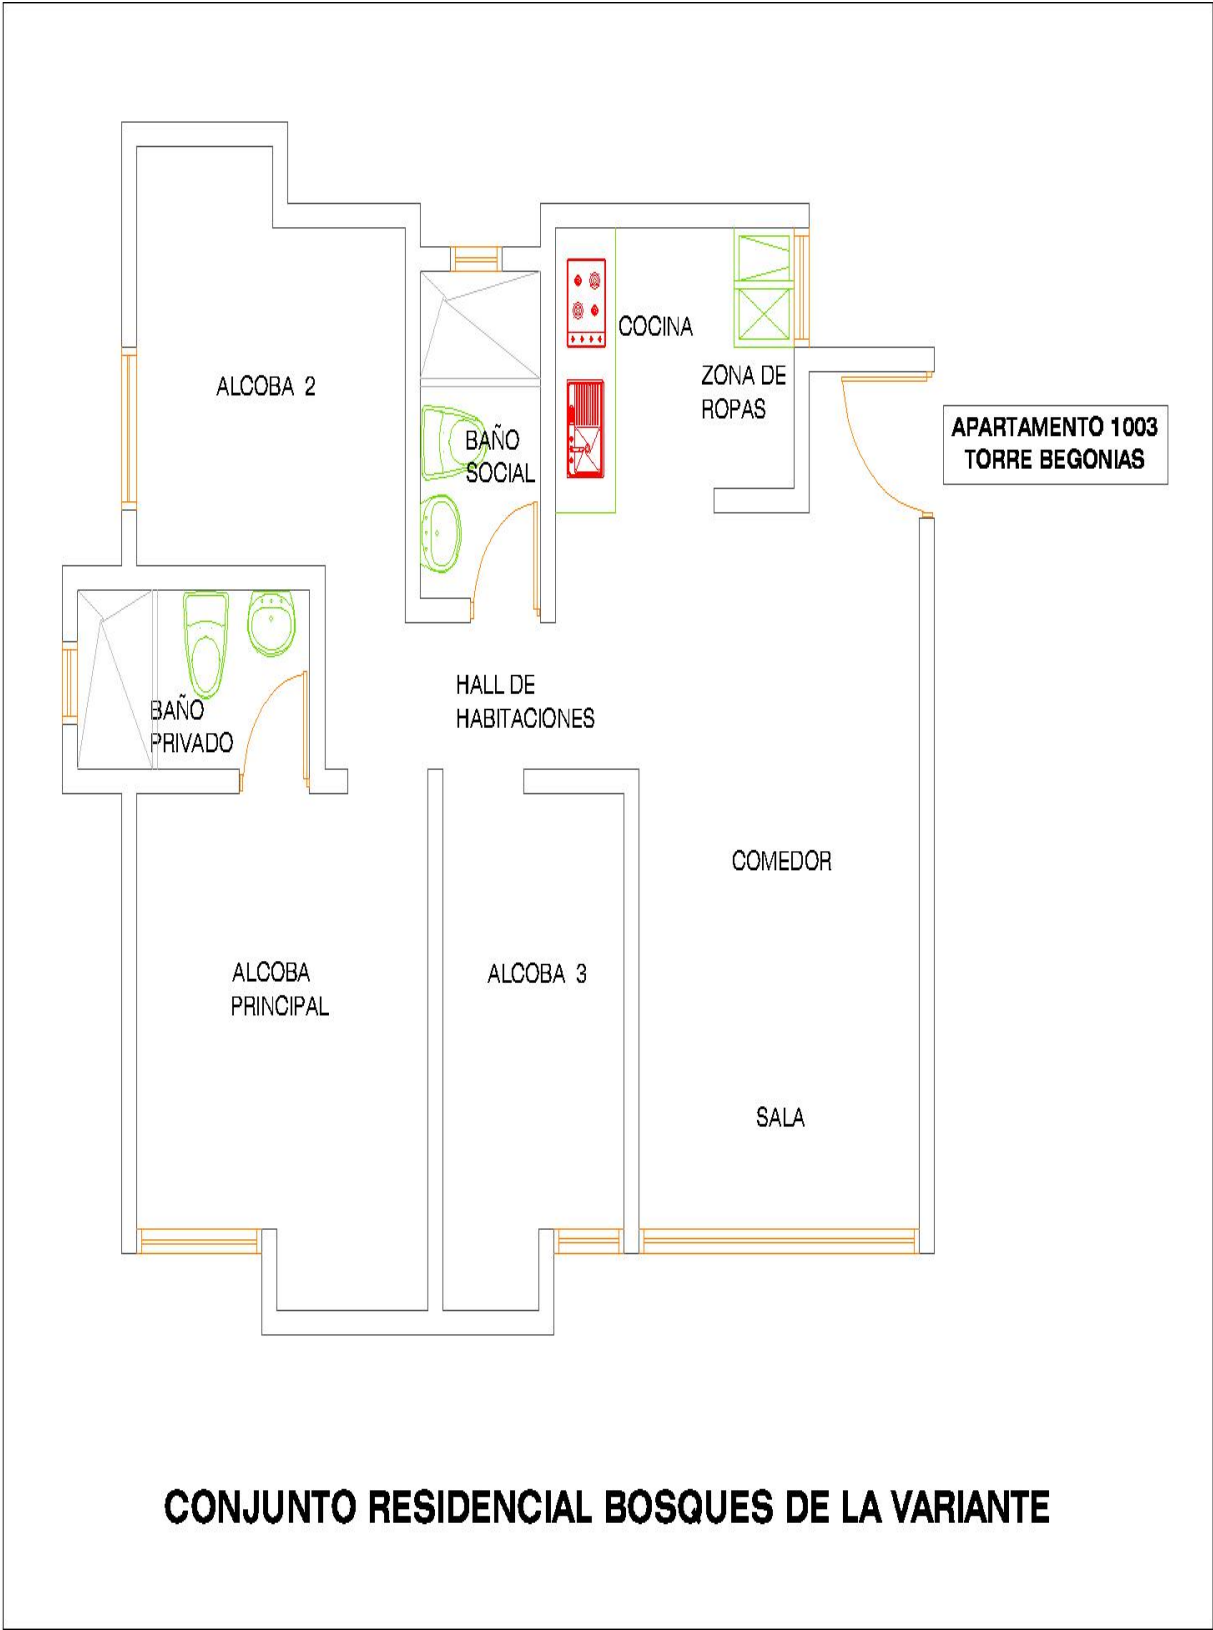 COCINA
ALCOBA  2
ZONA DE
ROPAS
APARTAMENTO 1003
TORRE BEGONIAS
BAÑO
SOCIAL
HALL DE
HABITACIONES
BAÑO
PRIVADO
COMEDOR
ALCOBA
PRINCIPAL
ALCOBA  3
SALA
CONJUNTO RESIDENCIAL BOSQUES DE LA VARIANTE